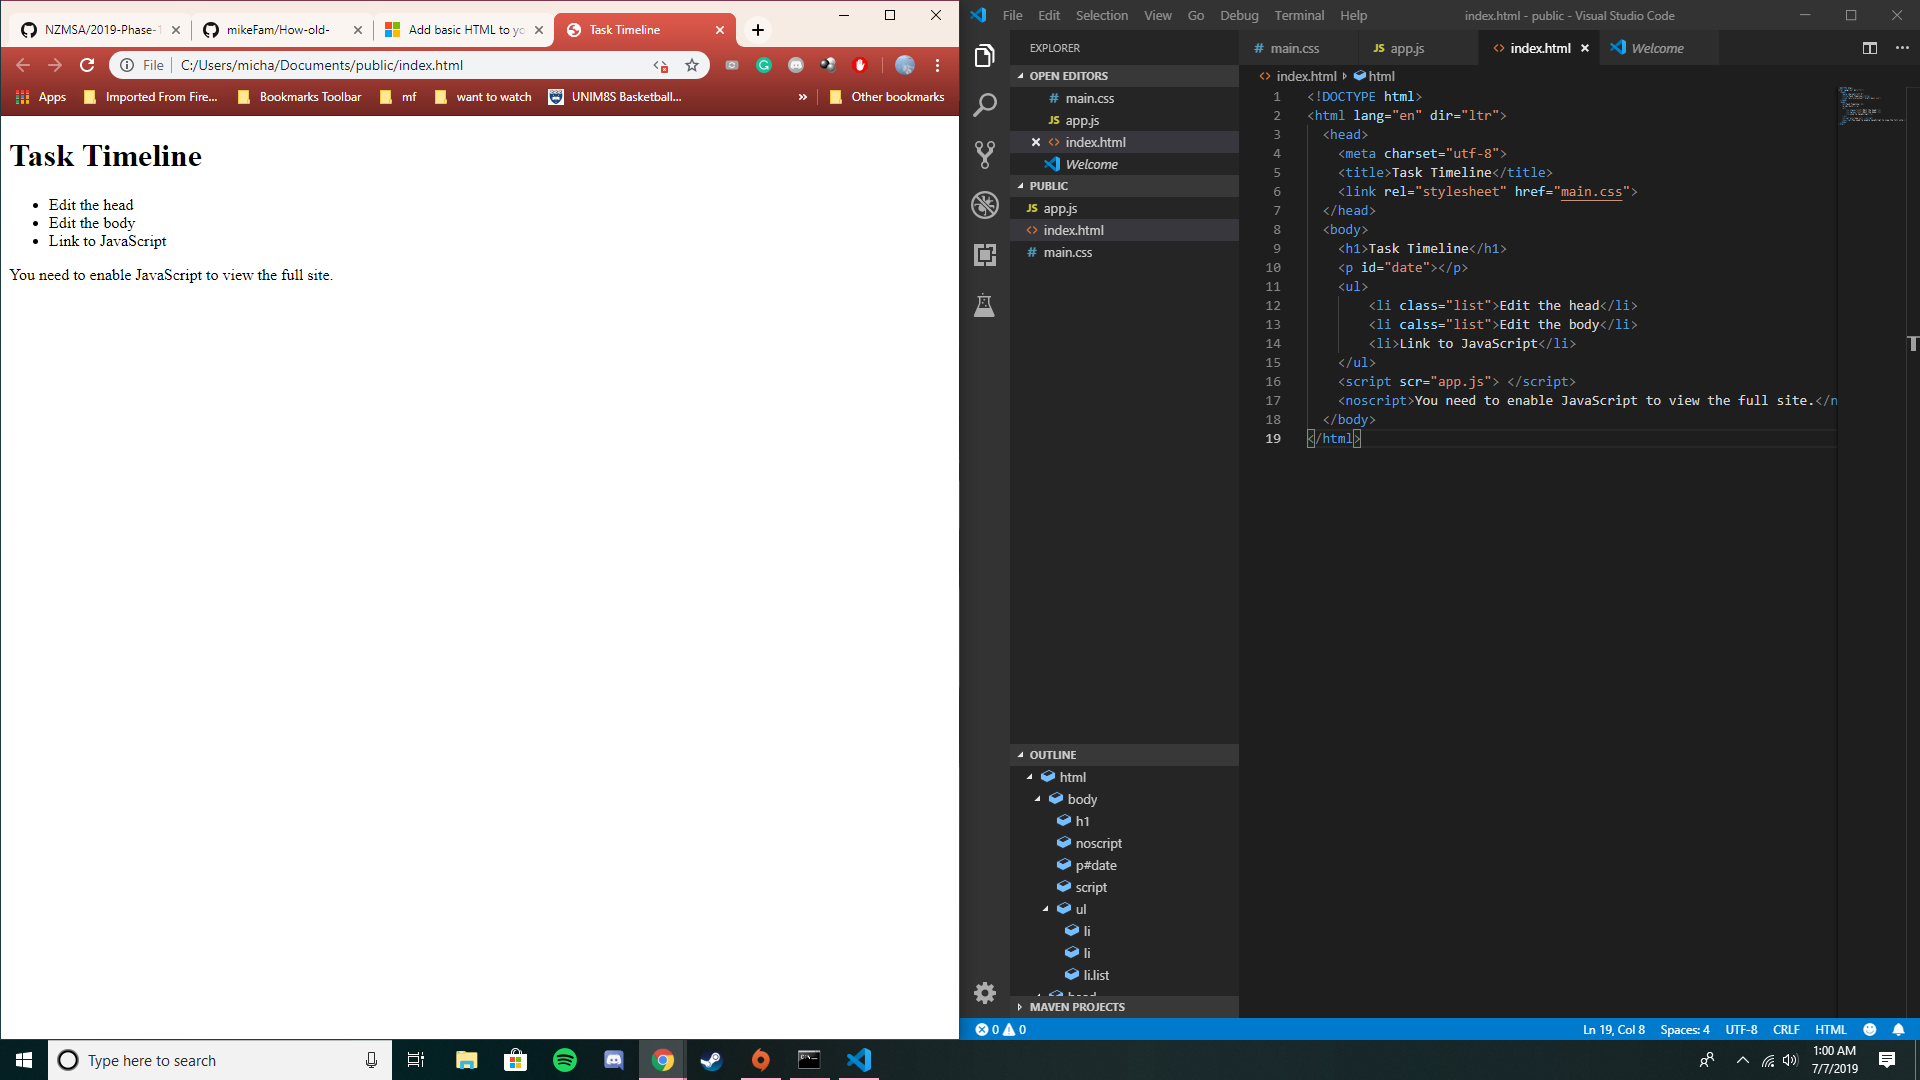 NZMSA/2019-Phase-1
mikeFam/How-old-
Add basic HTML to yo
Task Timeline
File
C:/Users/micha/Documents/public/index.html
Apps
Imported From Fire...
Bookmarks Toolbar
mf
want to watch
UNIM8S Basketball...
»
Other bookmarks
Task Timeline
• Edit the head
• Edit the body
• Link to JavaScript
You need to enable JavaScript to view the full site.
File Edit Selection View Go Debug Terminal Help
index.html - public - Visual Studio Code
EXPLORER
OPEN EDITORS
# main.css
JS app.js
<> index.html
Welcome
PUBLIC
JS app.js
<> index.html
# main.css
OUTLINE
html
body
h1
noscript
p#date
script
ul
li
li
li.list
head
MAVEN PROJECTS
# main.css
JS app.js
<> index.html
Welcome
<> index.html html
1 <!DOCTYPE html>
2 <html lang="en" dir="ltr">
3 <head>
4 <meta charset="utf-8">
5 <title>Task Timeline</title>
6 <link rel="stylesheet" href="main.css">
7 </head>
8 <body>
9 <h1>Task Timeline</h1>
10 <p id="date"></p>
11 <ul>
12 <li class="list">Edit the head</li>
13 <li calss="list">Edit the body</li>
14 <li>Link to JavaScript</li>
15 </ul>
16 <script scr="app.js"> </script>
17 <noscript>You need to enable JavaScript to view the full site.</n
18 </body>
19 </html>
0 0
Ln 19, Col 8
Spaces: 4
UTF-8
CRLF
HTML
Type here to search
1:00 AM
7/7/2019